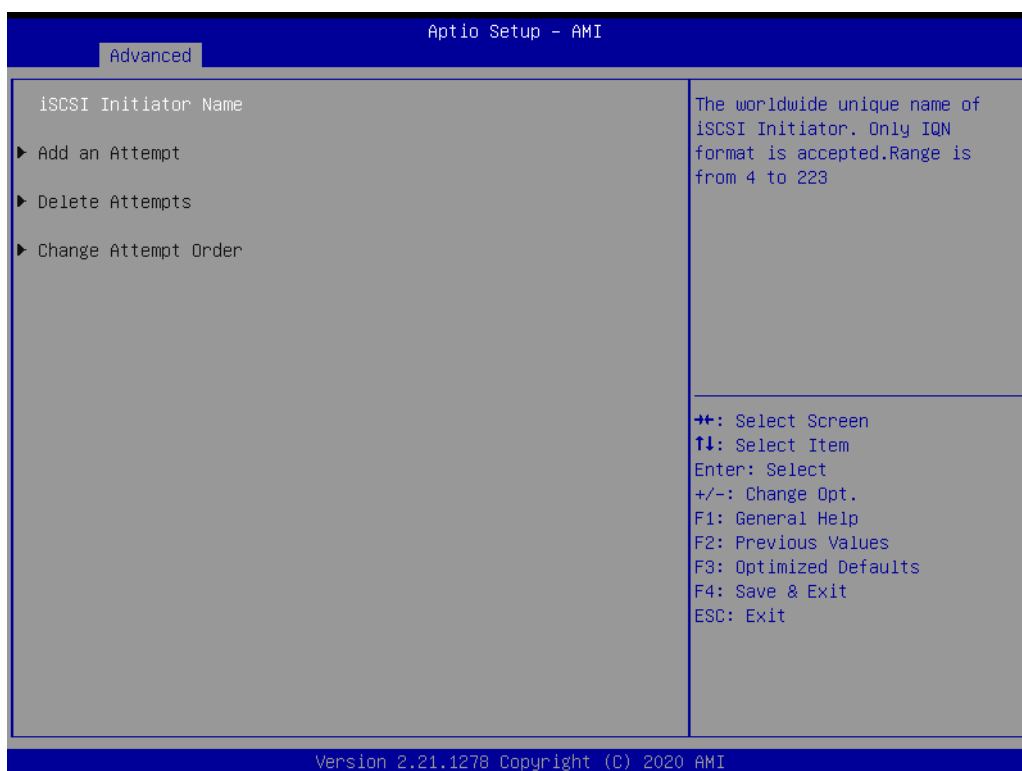 Aptio Setup - AMI
Advanced
iSCSI Initiator Name
▶ Add an Attempt
▶ Delete Attempts
▶ Change Attempt Order
The worldwide unique name of
iSCSI Initiator. Only IQN
format is accepted.Range is
from 4 to 223
→←: Select Screen
↑↓: Select Item
Enter: Select
+/-: Change Opt.
F1: General Help
F2: Previous Values
F3: Optimized Defaults
F4: Save & Exit
ESC: Exit
Version 2.21.1278 Copyright (C) 2020 AMI